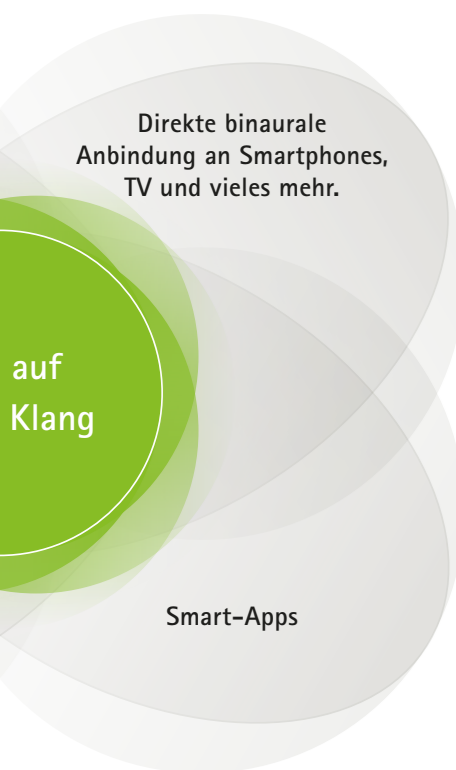 Direkte binaurale
Anbindung an Smartphones,
TV und vieles mehr.
auf
Klang
Smart-Apps